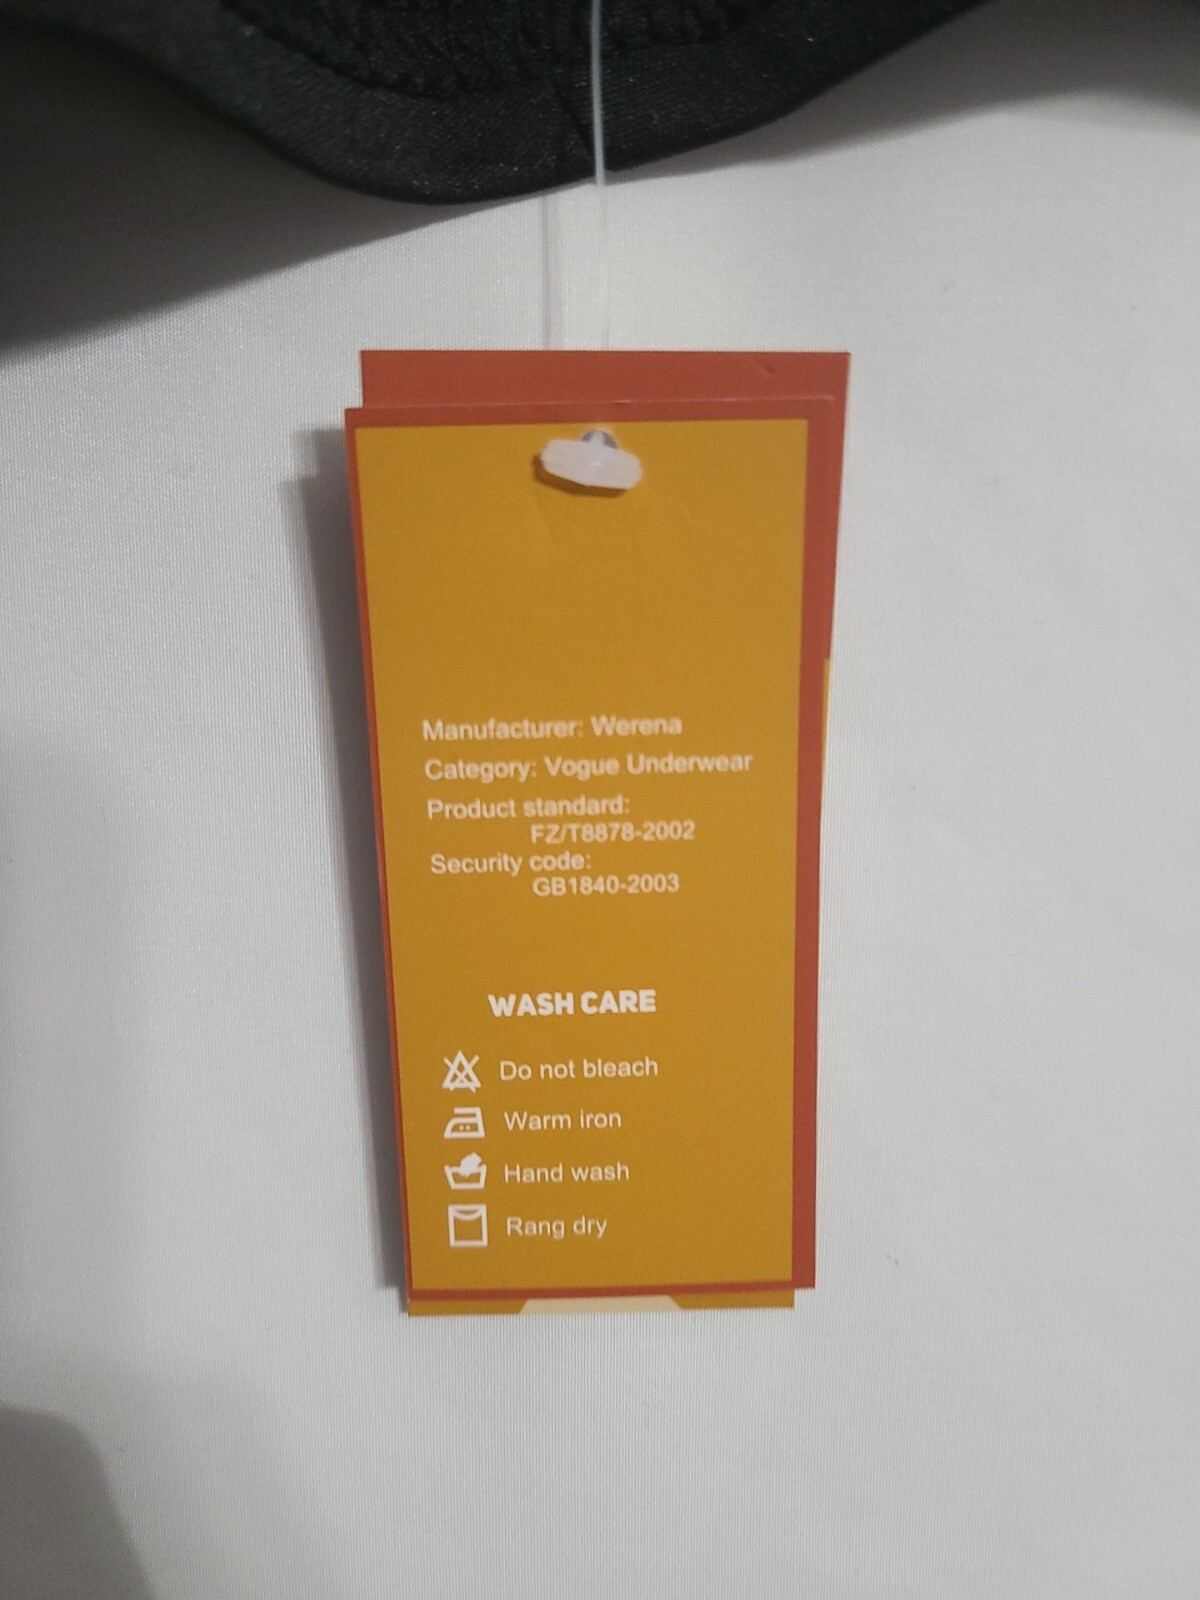 Manufacturer: Werena
Category: Vogue Underwear
Product standard:
FZ/T8878-2002
Security code:
GB1840-2003
WASH CARE
Do not bleach
Warm iron
Hand wash
Rang dry